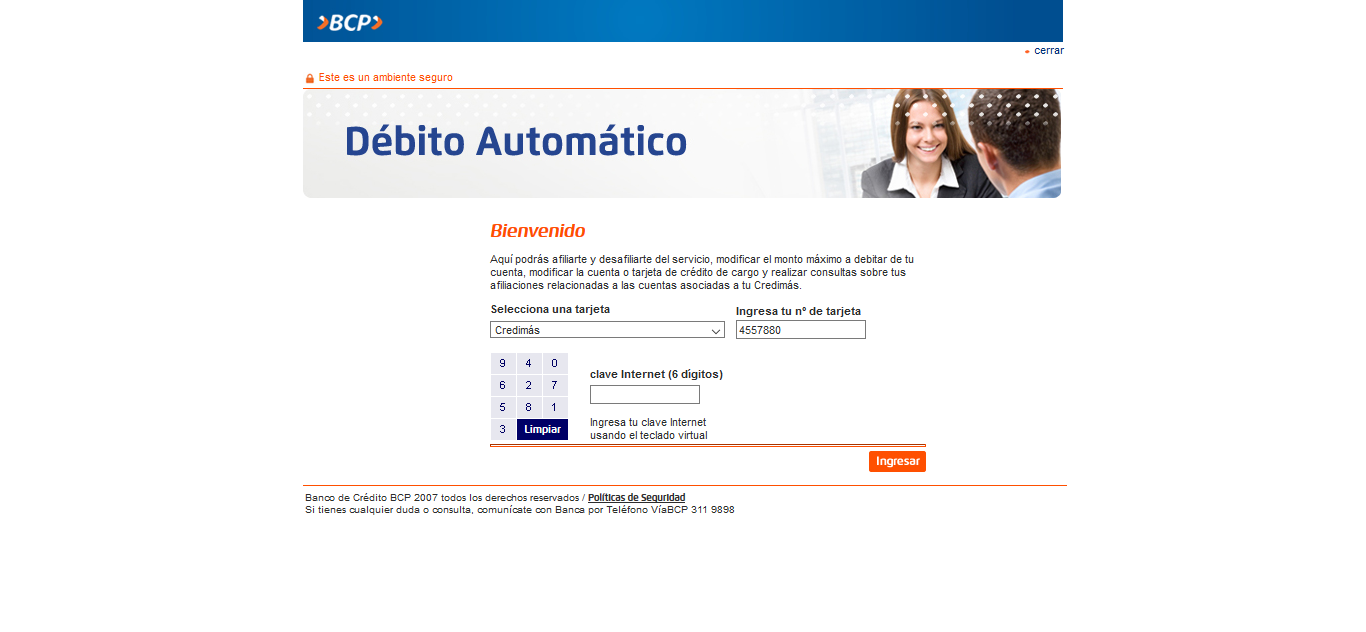 BCP
cerrar
Este es un ambiente seguro
Débito Automático
Bienvenido
Aquí podrás afiliarte y desafiliarte del servicio, modificar el monto máximo a debitar de tu
cuenta, modificar la cuenta o tarjeta de crédito de cargo y realizar consultas sobre tus
afiliaciones relacionadas a las cuentas asociadas a tu Credimás.
Selecciona una tarjeta
Ingresa tu nº de tarjeta
Credimás
4557880
9 4 0
6 2 7
5 8 1
3 Limpiar
clave Internet (6 dígitos)
Ingresa tu clave Internet
usando el teclado virtual
Ingresar
Banco de Crédito BCP 2007 todos los derechos reservados / Políticas de Seguridad
Si tienes cualquier duda o consulta, comunícate con Banca por Teléfono VíaBCP 311 9898